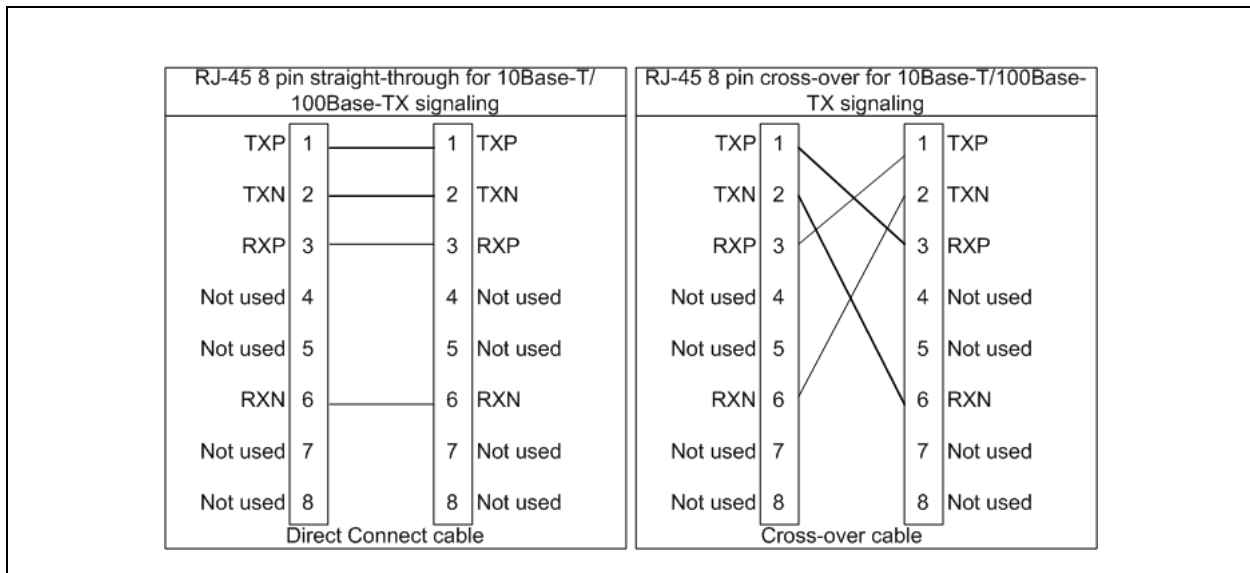 RJ-45 8 pin straight-through for 10Base-T/
100Base-TX signaling
TXP 1 1 TXP
TXN 2 2 TXN
RXP 3 3 RXP
Not used 4 4 Not used
Not used 5 5 Not used
RXN 6 6 RXN
Not used 7 7 Not used
Not used 8 8 Not used
Direct Connect cable
RJ-45 8 pin cross-over for 10Base-T/100Base-
TX signaling
TXP 1 1 TXP
TXN 2 2 TXN
RXP 3 3 RXP
Not used 4 4 Not used
Not used 5 5 Not used
RXN 6 6 RXN
Not used 7 7 Not used
Not used 8 8 Not used
Cross-over cable